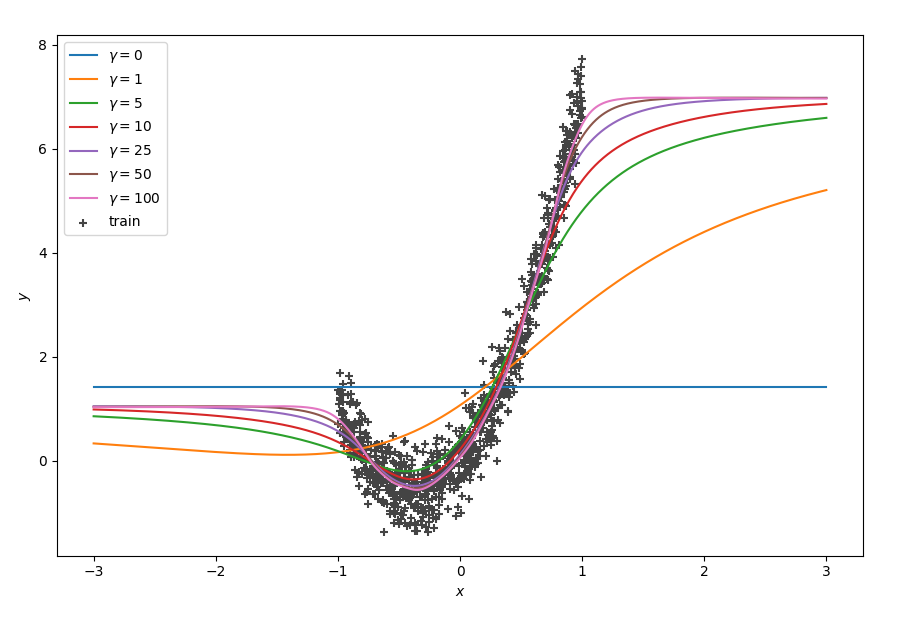 8
6
4
2
0
y
γ = 0
γ = 1
γ = 5
γ = 10
γ = 25
γ = 50
γ = 100
train
−3 −2 −1 0 1 2 3
x